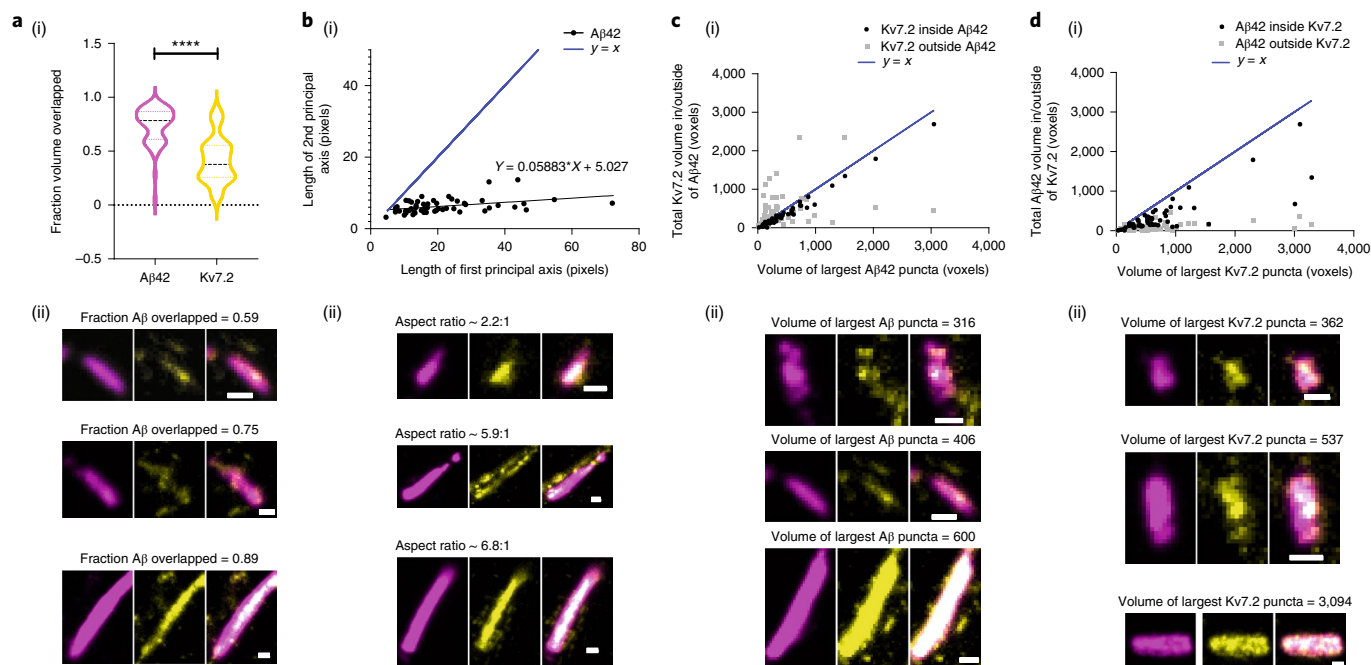 a
(i)
1.5
1.0
0.5
0
–0.5
Fraction volume overlapped
****
Aβ42
Kv7.2
(ii)
Fraction Aβ overlapped = 0.59
Fraction Aβ overlapped = 0.75
Fraction Aβ overlapped = 0.89
b
(i)
Aβ42
y = x
Length of 2nd principal
axis (pixels)
40
20
0
Y = 0.05883*X + 5.027
0
20
40
60
80
Length of first principal axis (pixels)
(ii)
Aspect ratio ~ 2.2:1
Aspect ratio ~ 5.9:1
Aspect ratio ~ 6.8:1
c
(i)
Kv7.2 inside Aβ42
Kv7.2 outside Aβ42
y = x
Total Kv7.2 volume in/outside
of Aβ42 (voxels)
4,000
3,000
2,000
1,000
0
0
1,000
2,000
3,000
4,000
Volume of largest Aβ42 puncta (voxels)
(ii)
Volume of largest Aβ puncta = 316
Volume of largest Aβ puncta = 406
Volume of largest Aβ puncta = 600
d
(i)
Aβ42 inside Kv7.2
Aβ42 outside Kv7.2
y = x
Total Aβ42 volume in/outside
of Kv7.2 (voxels)
4,000
3,000
2,000
1,000
0
0
1,000
2,000
3,000
4,000
Volume of largest Kv7.2 puncta (voxels)
(ii)
Volume of largest Kv7.2 puncta = 362
Volume of largest Kv7.2 puncta = 537
Volume of largest Kv7.2 puncta = 3,094